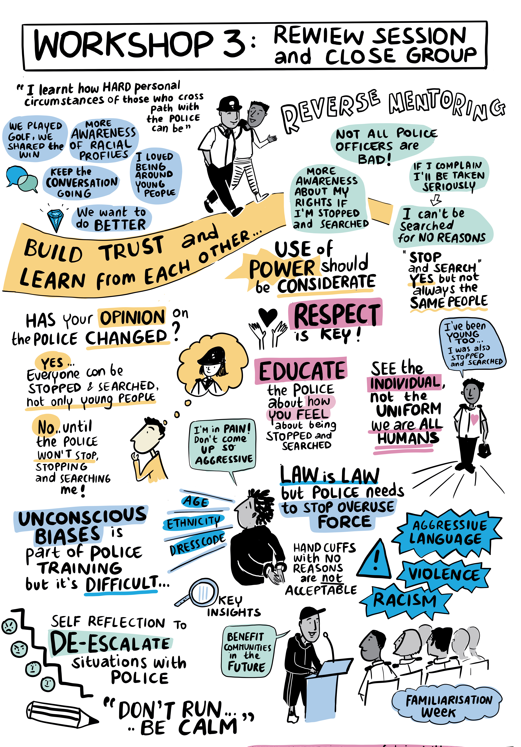 WORKSHOP 3: REWIEW SESSION
and CLOSE GROUP
"I learnt how HARD personal
circumstances of those who cross
path with
the POLICE
can be"
REVERSE MENTORING
WE PLAYED
GOLF, WE
SHARED the
WIN
MORE
AWARENESS
OF RACIAL
PROFILES
KEEP the
CONVERSATION
GOING
I LOVED
BEING
AROUND
YOUNG
PEOPLE
We want to
do BETTER
NOT ALL POLICE
OFFICERS are
BAD!
MORE
AWARENESS
ABOUT MY
RIGHTS IF
I'M STOPPED
and SEARCHED
IF I COMPLAIN
I'LL BE TAKEN
SERIOUSLY
I can't be
Searched
for NO REASONS
BUILD TRUST and
LEARN from EACH OTHER...
USE of
POWER should
be CONSIDERATE
"STOP
and SEARCH"
YES but not
always the
SAME PEOPLE
HAS your OPINION on
the POLICE CHANGED?
RESPECT
is KEY!
YES...
Everyone can be
STOPPED & SEARCHED,
not only young PEOPLE
NO...until
the POLICE
WON'T STOP,
STOPPING
and SEARCHING
me!
EDUCATE
the POLICE
about how
YOU FEEL
about being
STOPPED and
SEARCHED
SEE the
INDIVIDUAL,
not the
UNIFORM
we are ALL
HUMANS
I've been
YOUNG
TOO...
I was also
STOPPED
and SEARCHED
I'm in PAIN!
Don't come
UP SO
AGGRESSIVE
LAW is LAW
but POLICE needs
to STOP OVERUSE
FORCE
UNCONSCIOUS
BIASES is
part of POLICE
TRAINING
but it's DIFFICULT...
AGE
ETHNICITY
DRESSCODE
HANDCUFFS
with NO
REASONS
are not
ACCEPTABLE
AGGRESSIVE
LANGUAGE
VIOLENCE
RACISM
!
KEY
INSIGHTS
SELF REFLECTION to
DE-ESCALATE
situations with
POLICE
BENEFIT
COMUNITIES
in the
FUTURE
"DON'T RUN...
.. BE CALM"
FAMILIARISATION
Week